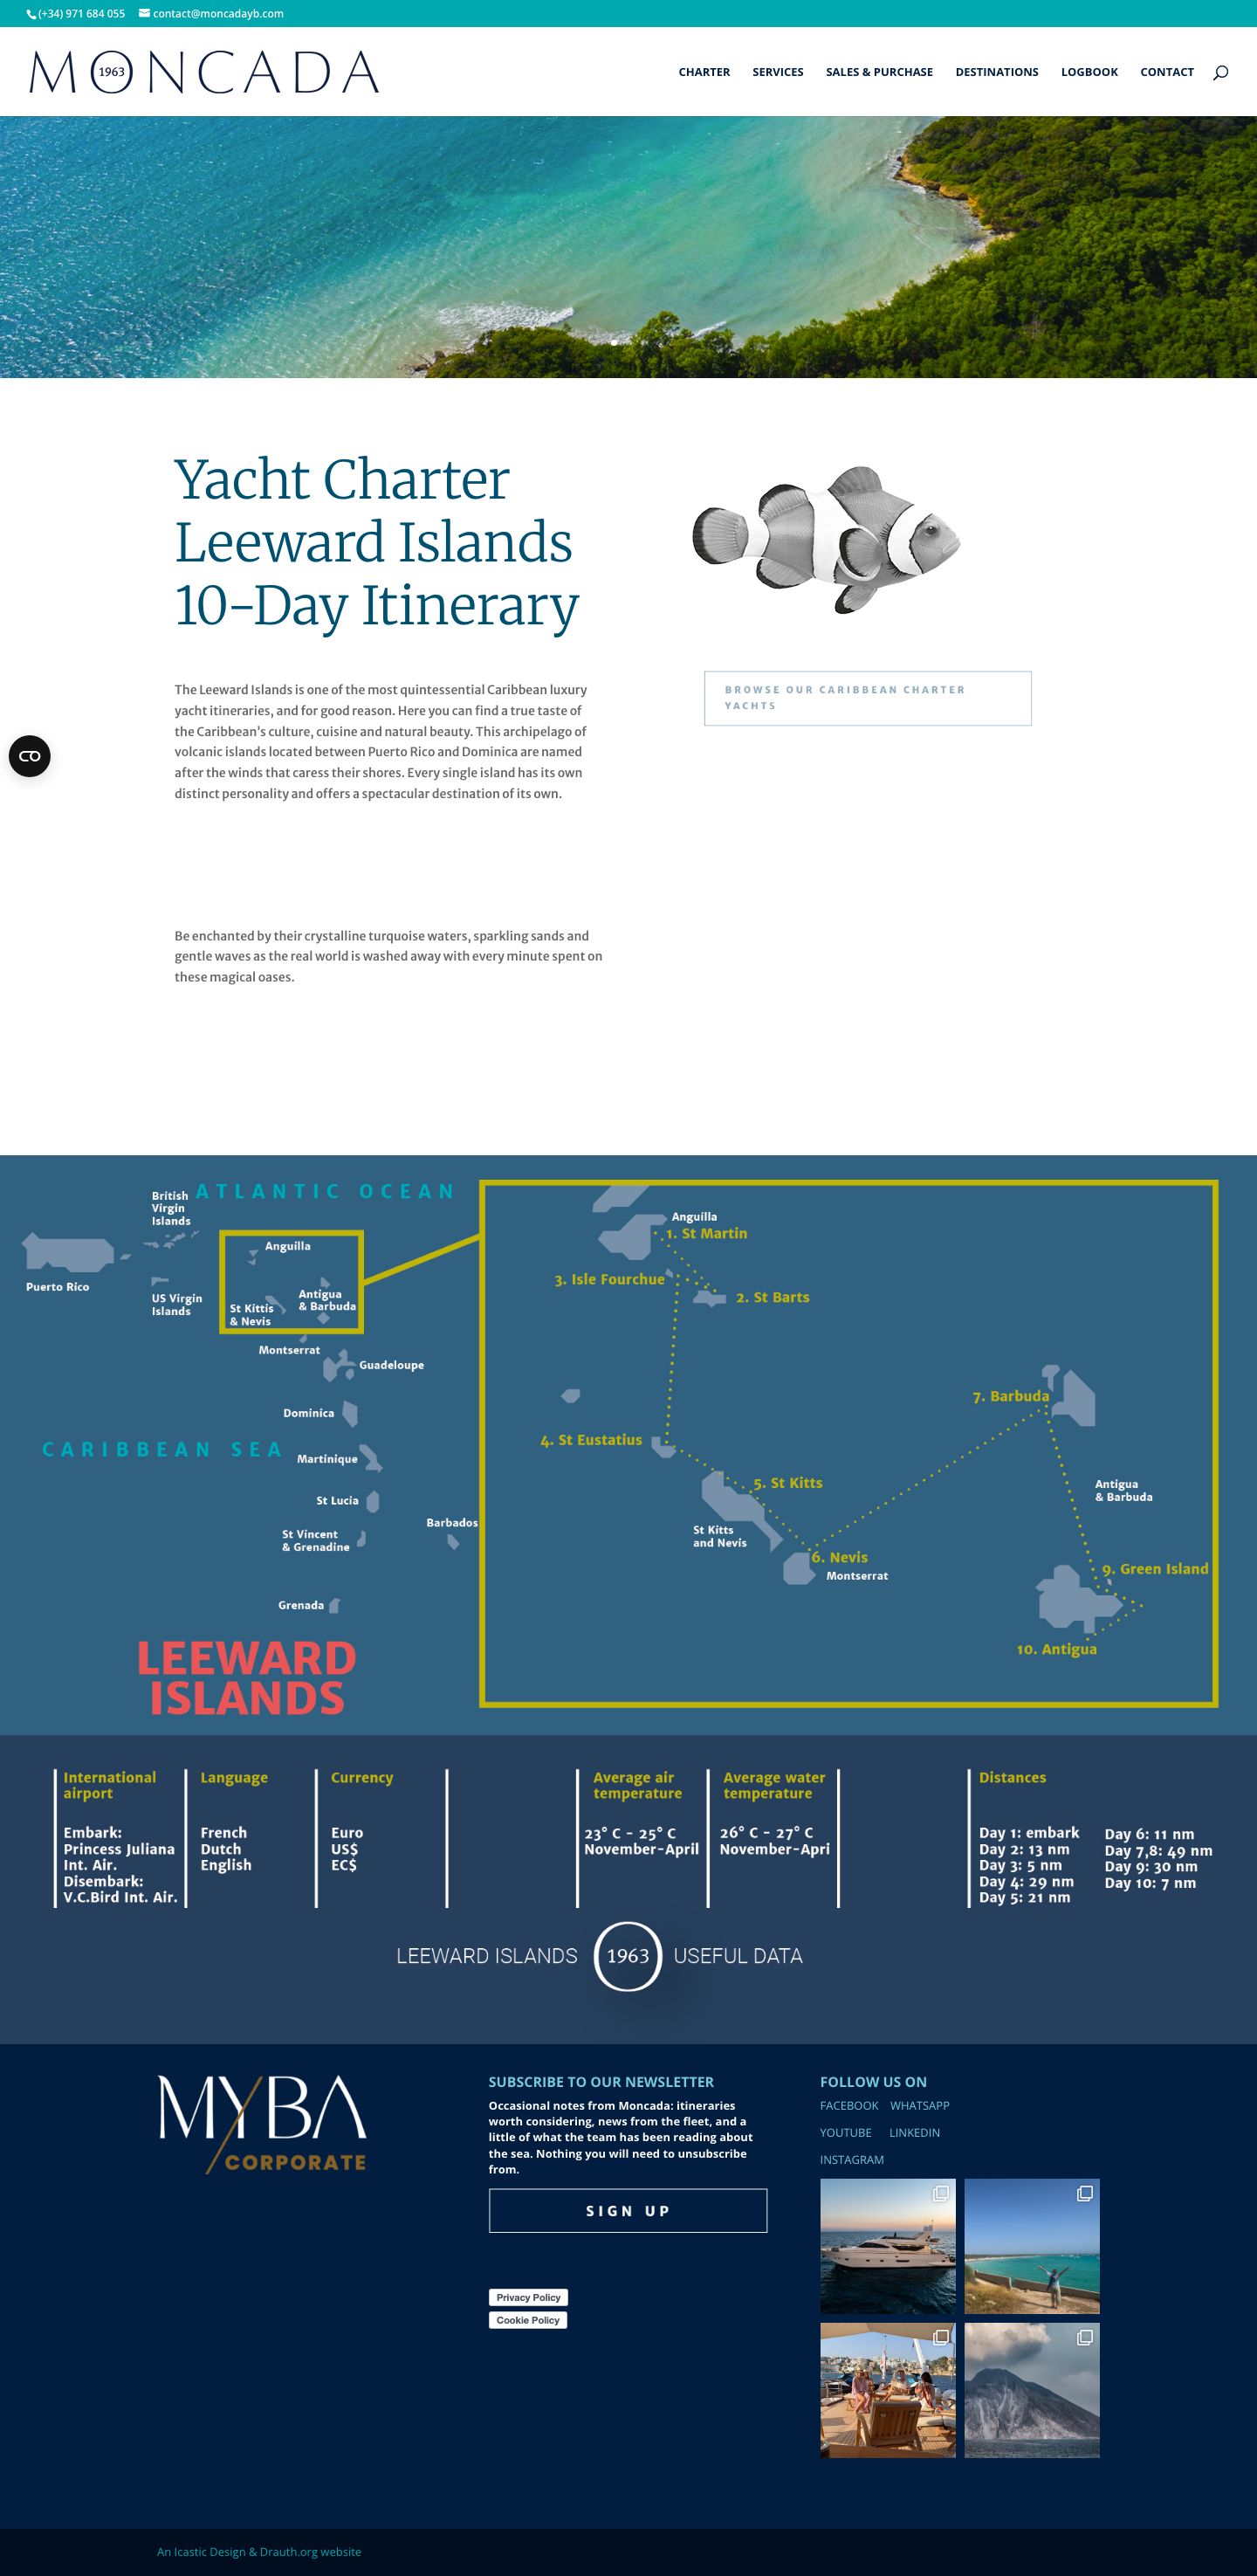 (+34) 971 684 055 contact@moncadayb.com
MONCADA
1963
CHARTER SERVICES SALES & PURCHASE DESTINATIONS LOGBOOK CONTACT
Yacht Charter
Leeward Islands
10-Day Itinerary
The Leeward Islands is one of the most quintessential Caribbean luxury
yacht itineraries, and for good reason. Here you can find a true taste of
the Caribbean's culture, cuisine and natural beauty. This archipelago of
volcanic islands located between Puerto Rico and Dominica are named
after the winds that caress their shores. Every single island has its own
distinct personality and offers a spectacular destination of its own.
BROWSE OUR CARIBBEAN CHARTER
YACHTS
Be enchanted by their crystalline turquoise waters, sparkling sands and
gentle waves as the real world is washed away with every minute spent on
these magical oases.
ATLANTIC OCEAN
British
Virgin
Islands
Puerto Rico
US Virgin
Islands
Anguilla
St Kittis
& Nevis
Antigua
& Barbuda
Montserrat
Guadeloupe
Dominica
CARIBBEAN SEA
Martinique
St Lucia
St Vincent
& Grenadine
Barbados
Grenada
LEEWARD
ISLANDS
Anguilla
1. St Martin
3. Isle Fourchue
2. St Barts
7. Barbuda
4. St Eustatius
5. St Kitts
Antigua
& Barbuda
St Kitts
and Nevis
6. Nevis
Montserrat
9. Green Island
10. Antigua
International
airport
Embark:
Princess Juliana
Int. Air.
Disembark:
V.C.Bird Int. Air.
Language
French
Dutch
English
Currency
Euro
US$
EC$
Average air
temperature
23° C - 25° C
November-April
Average water
temperature
26° C - 27° C
November-Apri
Distances
Day 1: embark
Day 2: 13 nm
Day 3: 5 nm
Day 4: 29 nm
Day 5: 21 nm
Day 6: 11 nm
Day 7,8: 49 nm
Day 9: 30 nm
Day 10: 7 nm
LEEWARD ISLANDS 1963 USEFUL DATA
MYBA
CORPORATE
SUBSCRIBE TO OUR NEWSLETTER
Occasional notes from Moncada: itineraries
worth considering, news from the fleet, and a
little of what the team has been reading about
the sea. Nothing you will need to unsubscribe
from.
SIGN UP
Privacy Policy
Cookie Policy
FOLLOW US ON
FACEBOOK WHATSAPP
YOUTUBE LINKEDIN
INSTAGRAM
An Icastic Design & Drauth.org website